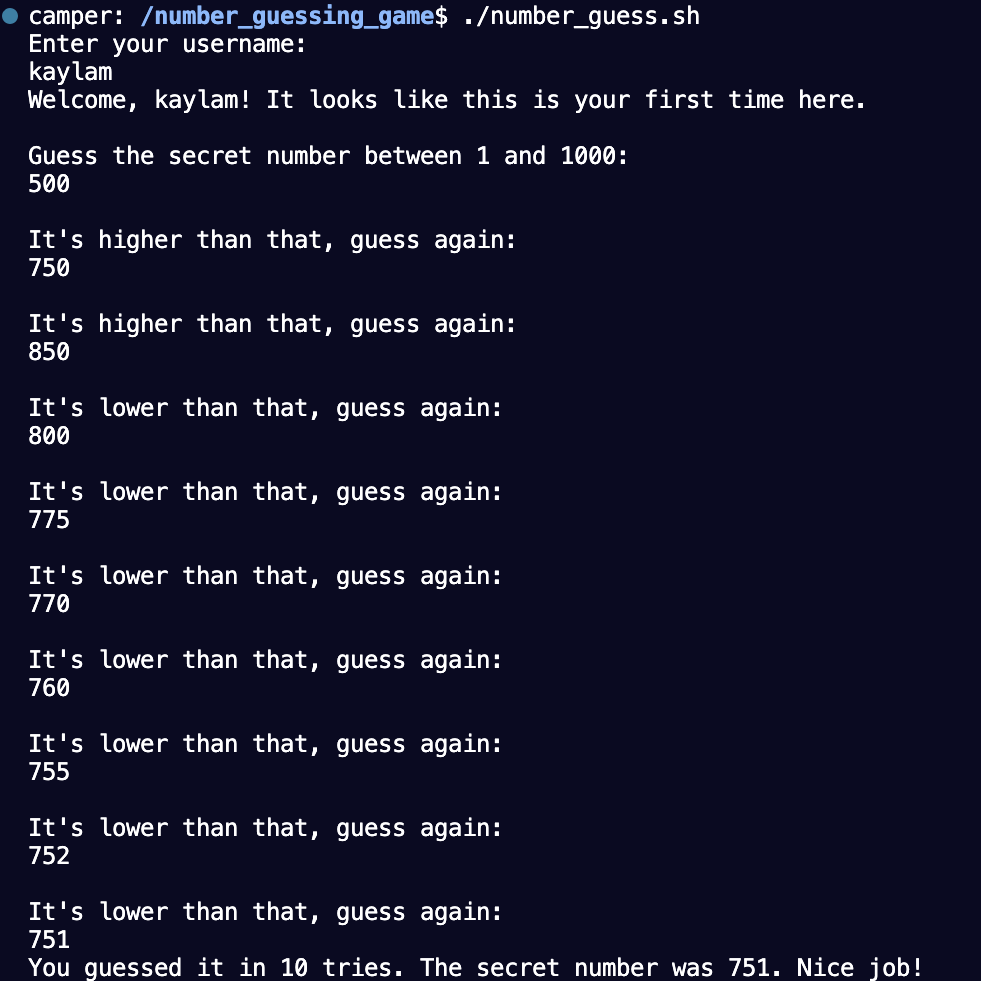 camper: /number_guessing_game$ ./number_guess.sh
Enter your username:
kaylam
Welcome, kaylam! It looks like this is your first time here.
Guess the secret number between 1 and 1000:
500
It's higher than that, guess again:
750
It's higher than that, guess again:
850
It's lower than that, guess again:
800
It's lower than that, guess again:
775
It's lower than that, guess again:
770
It's lower than that, guess again:
760
It's lower than that, guess again:
755
It's lower than that, guess again:
752
It's lower than that, guess again:
751
You guessed it in 10 tries. The secret number was 751. Nice job!